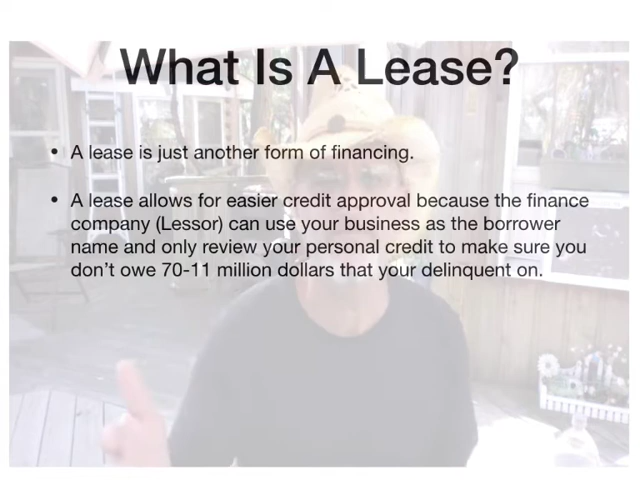 What Is A Lease?
• A lease is just another form of financing.
• A lease allows for easier credit approval because the finance
company (Lessor) can use your business as the borrower
name and only review your personal credit to make sure you
don't owe 70-11 million dollars that your delinquent on.